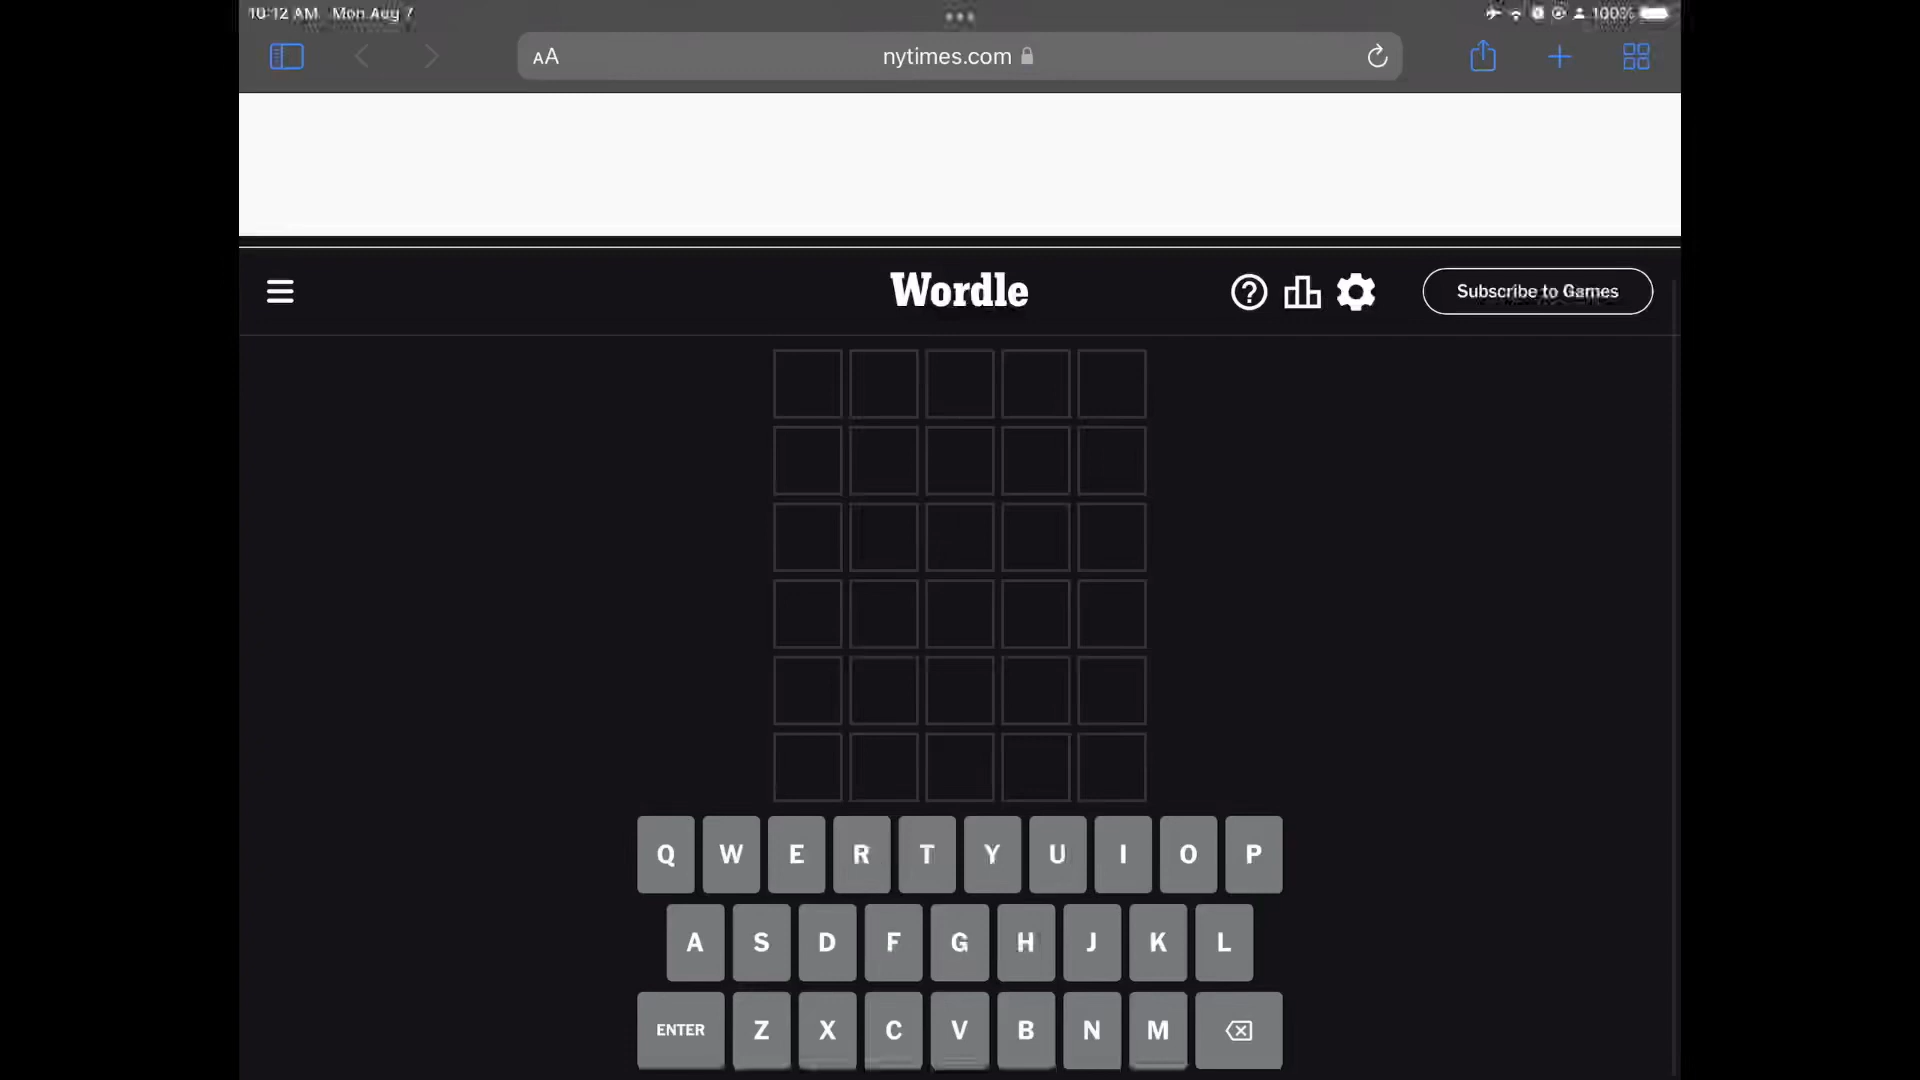 10:12 AM Mon Aug 7
100%
AA nytimes.com
Wordle
Subscribe to Games
Q W E R T Y U I O P
A S D F G H J K L
ENTER Z X C V B N M